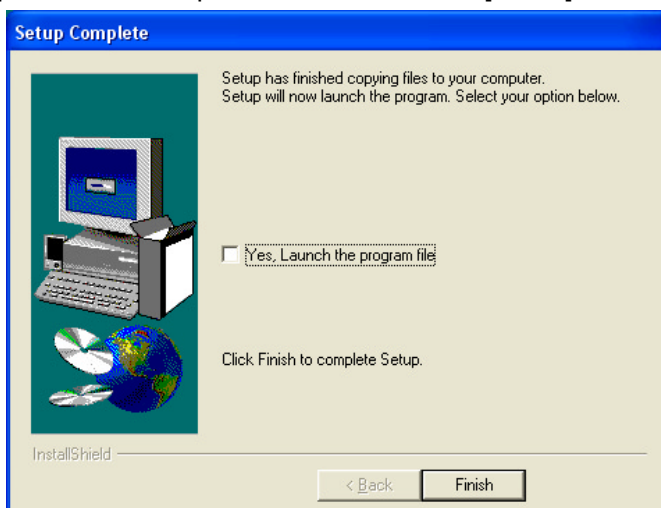 Setup Complete
Setup has finished copying files to your computer.
Setup will now launch the program. Select your option below.
Yes, Launch the program file
Click Finish to complete Setup.
InstallShield
< Back
Finish